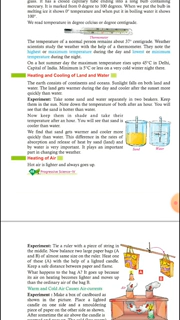 glass. It has a closed capillary tube ending into a long bulb containing
mercury. It is marked from 0 degree to 100 degrees. When we put the bulb in
melting ice it shows 0° temperature and when put it in boiling water it shows
100°.
We read temperature in degree celcius or degree centigrade.
Thermometer
The temperature of a normal person remains about 37° centigrade. Weather
scientists study the weather with the help of a thermometer. They note the
highest or maximum temperature during the day and lowest or minimum
temperature during the night.
On a hot summer day the maximum temperature rises upto 45°C in Delhi,
Capital of India. Minimum is 3°C or less on a very cold winter night there.
Heating and Cooling of Land and Water
The earth consists of continents and oceans. Sunlight falls on both land and
water. The land gets warmer during the day and cooler after the sunset more
quickly than water.
Experiment: Take some sand and water separately in two beakers. Keep
them in the sun. Note down the temperature of both after an hour. You will
see that the sand is hotter than water.
Now keep them in shade and take their
temperature after an hour. You will see that sand is
cooler than water.
We find that sand gets warmer and cooler more
quickly than water. This difference in the rates of
absorption and release of heat by sand (land) and
by water is very important. It plays an important
part in changing the weather.
Heating of Air
Hot air is lighter and always goes up.
Experiment: Tie a ruler with a piece of string in
the middle. Now balance two large paper bags (A
and B) of almost same size on the ruler. Heat one
of them (A) with the help of a lighted candle.
Keep a safe distance between paper and flame.
What happens to the bag A? It goes up because
its air on heating becomes lighter and moves up
than the ordinary air of the bag B.
Warm and Cold Air Causes Air-currents
Experiment : Make a box of cardboard as
shown in the picture. Place a lighted
candle on one side and a smouldering
piece of paper on the other side as shown.
After sometime the air above the candle is